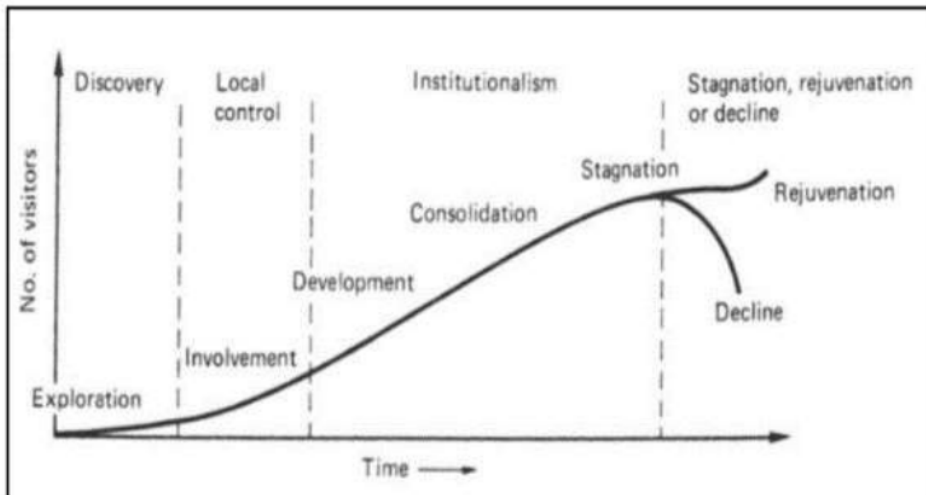 Discovery
Local
control
Institutionalism
Stagnation, rejuvenation
or decline
No. of visitors
Stagnation
Rejuvenation
Consolidation
Development
Decline
Involvement
Exploration
Time